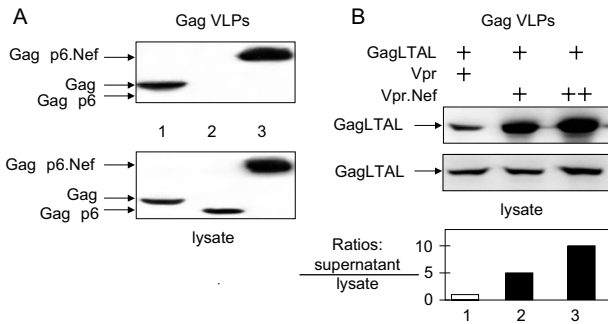 A
Gag VLPs
Gag p6.Nef
Gag
Gag p6
1 2 3
Gag p6.Nef
Gag
Gag p6
lysate
B
Gag VLPs
GagLTAL + + +
Vpr +
Vpr.Nef + ++
GagLTAL
GagLTAL
lysate
Ratios:
supernatant
lysate
10
5
0
1 2 3